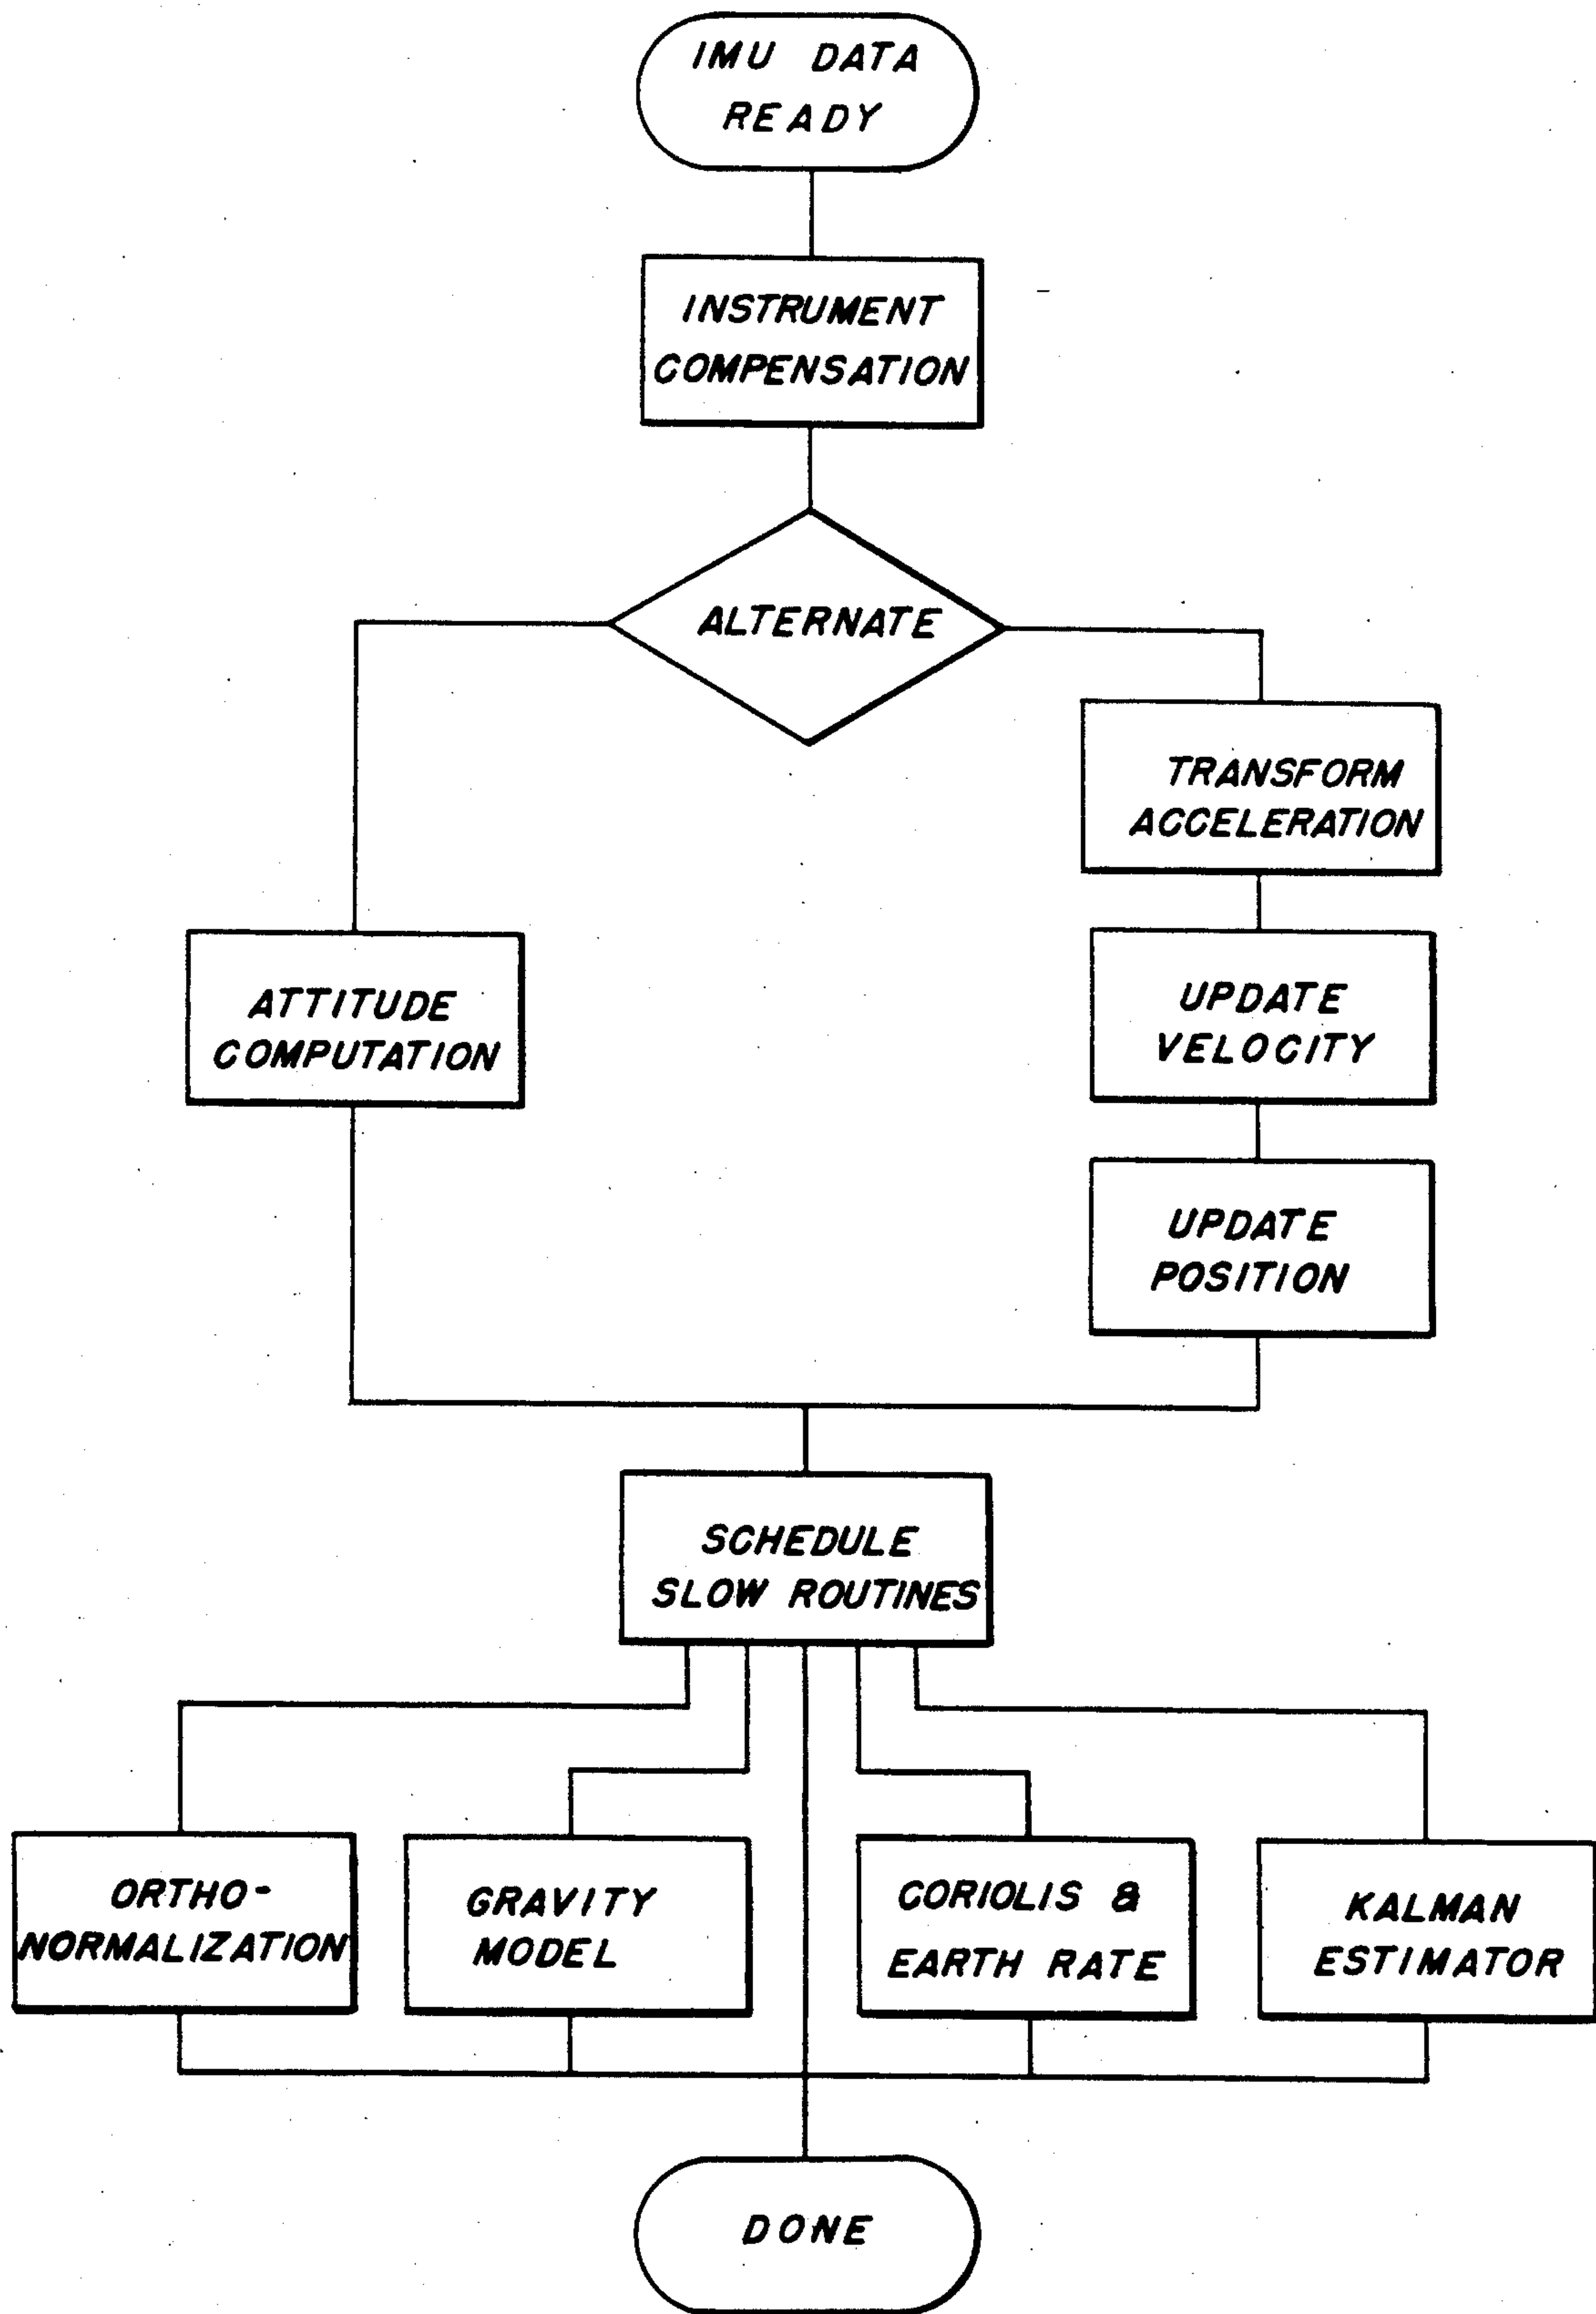 IMU DATA
READY
INSTRUMENT
COMPENSATION
ALTERNATE
TRANSFORM
ACCELERATION
ATTITUDE
COMPUTATION
UPDATE
VELOCITY
UPDATE
POSITION
SCHEDULE
SLOW ROUTINES
ORTHO-
NORMALIZATION
GRAVITY
MODEL
CORIOLIS &
EARTH RATE
KALMAN
ESTIMATOR
DONE